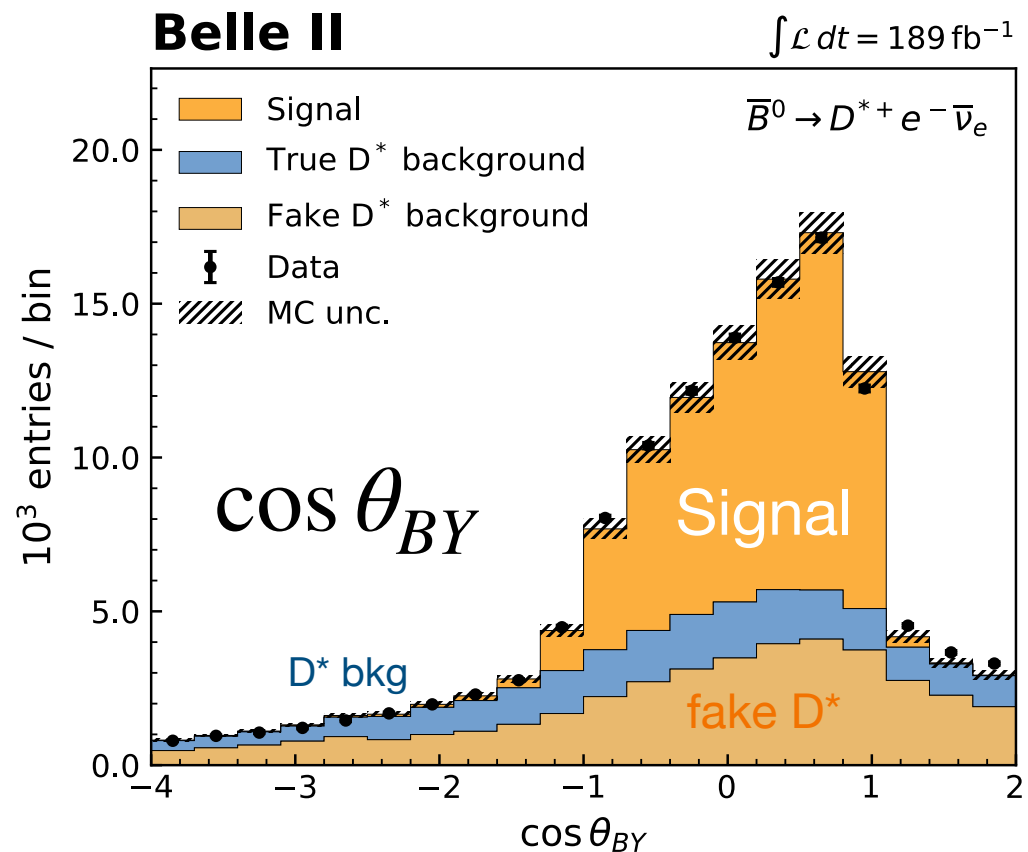 Belle II
∫ℒ dt = 189 fb⁻¹
B̅⁰ → D*⁺ e⁻ ν̅ₑ
Signal
True D* background
Fake D* background
Data
MC unc.
20.0
15.0
10.0
5.0
0.0
10³ entries / bin
cos θ_BY
Signal
D* bkg
fake D*
−4
−3
−2
−1
0
1
2
cos θ_BY